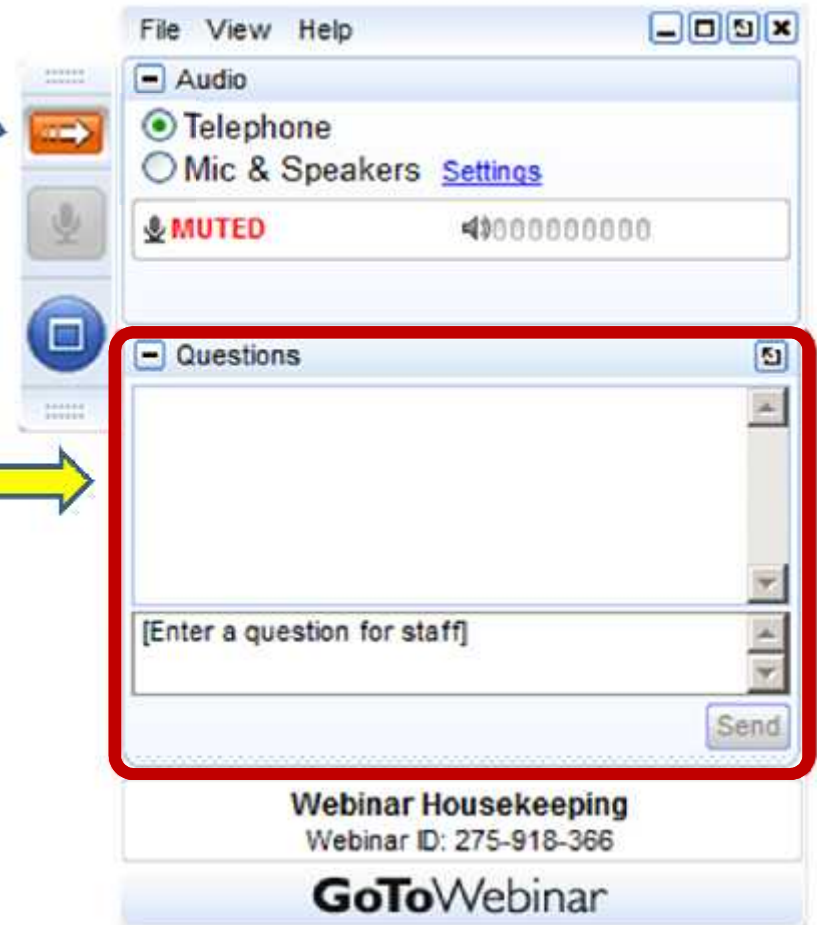 File View Help
Audio
Telephone
Mic & Speakers Settings
MUTED
Questions
[Enter a question for staff]
Send
Webinar Housekeeping
Webinar ID: 275-918-366
GoToWebinar